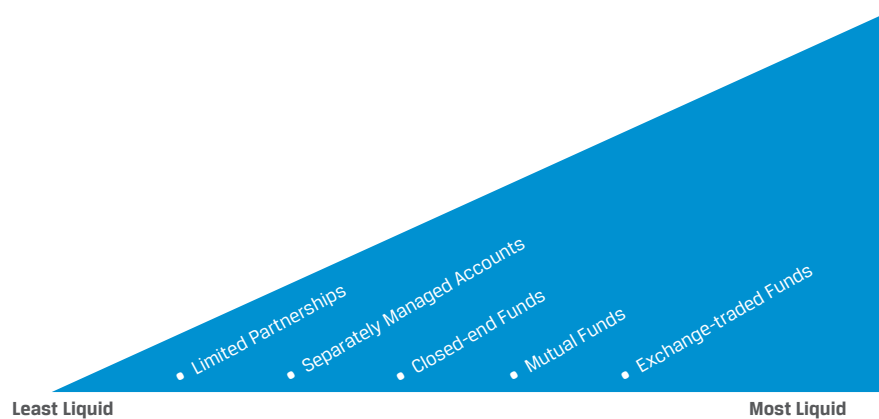 Limited Partnerships
Separately Managed Accounts
Closed-end Funds
Mutual Funds
Exchange-traded Funds
Least Liquid
Most Liquid